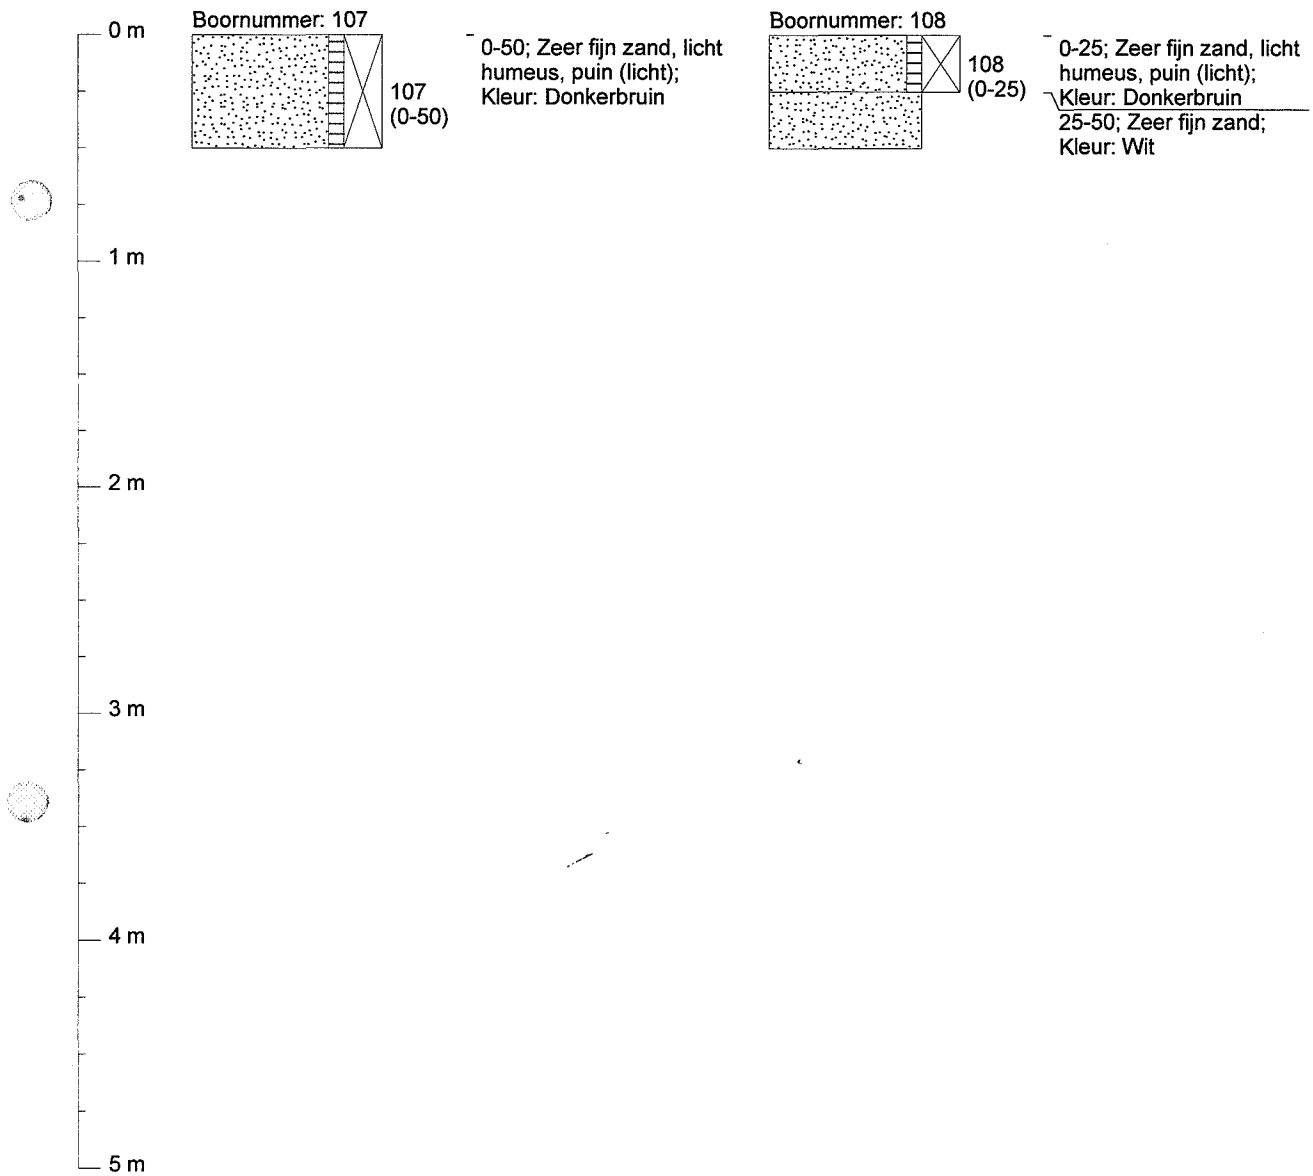 Boornummer: 107
107
(0-50)
0-50; Zeer fijn zand, licht
humeus, puin (licht);
Kleur: Donkerbruin
Boornummer: 108
108
(0-25)
0-25; Zeer fijn zand, licht
humeus, puin (licht);
Kleur: Donkerbruin
25-50; Zeer fijn zand;
Kleur: Wit
0 m
1 m
2 m
3 m
4 m
5 m